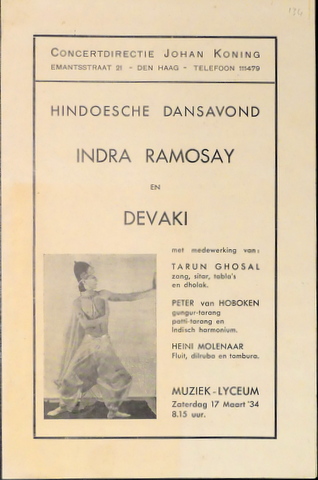 CONCERTDIRECTIE JOHAN KONING
EMANTSSTRAAT 21 - DEN HAAG - TELEFOON 111479
HINDOESCHE DANSAVOND
INDRA RAMOSAY
EN
DEVAKI
met medewerking van:
TARUN GHOSAL
zang, sitar, tabla's
en dholak.
PETER van HOBOKEN
gungur-tarang
patti-tarang en
Indisch harmonium.
HEINI MOLENAAR
Fluit, dilruba en tambura.
MUZIEK-LYCEUM
Zaterdag 17 Maart '34
8.15 uur.